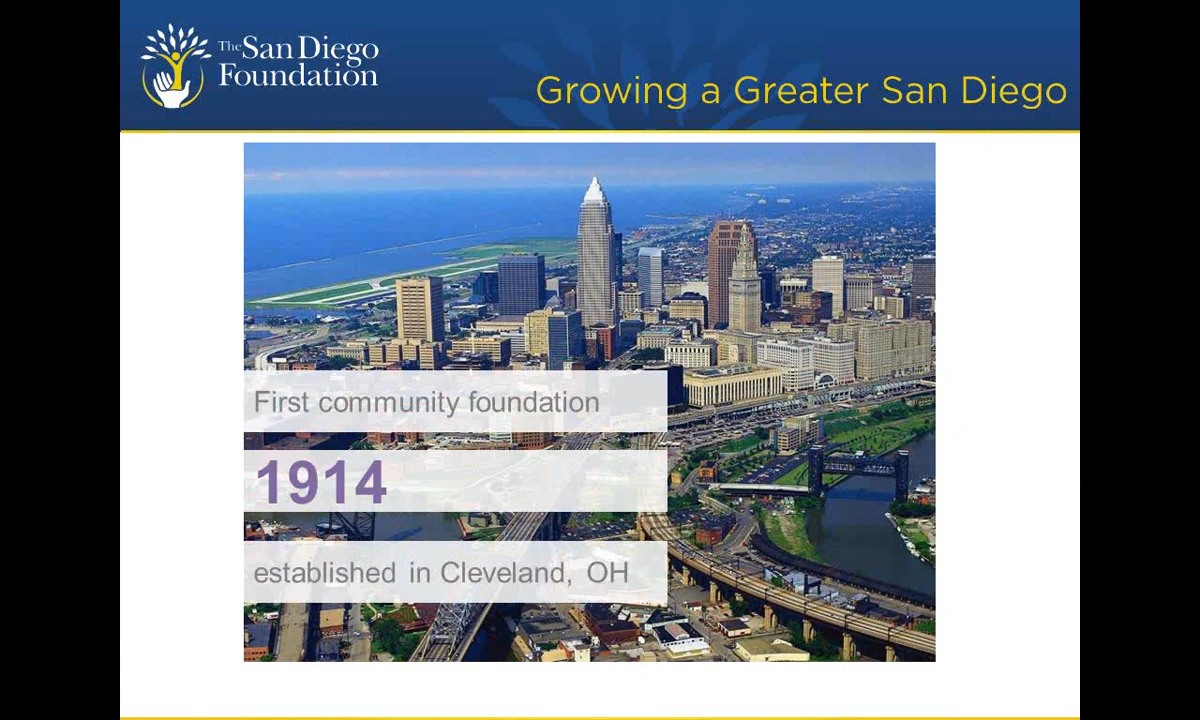 The San Diego
Foundation
Growing a Greater San Diego
First community foundation
1914
established in Cleveland, OH